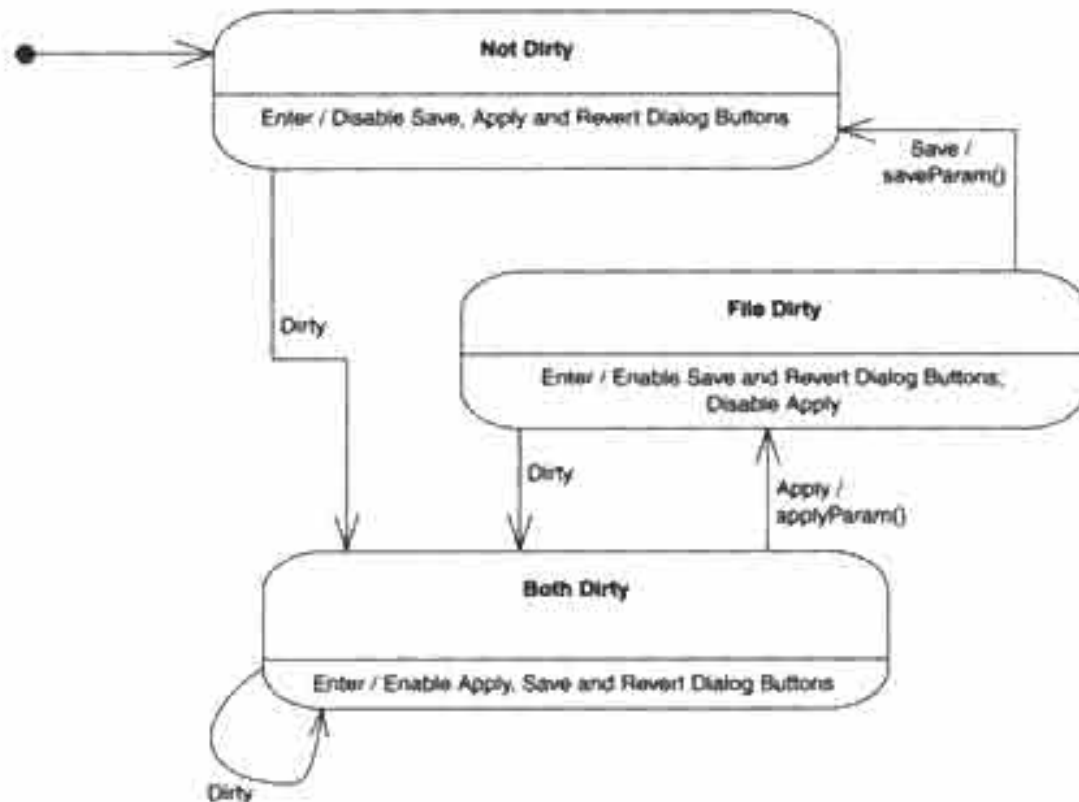 Not Dirty
Enter / Disable Save, Apply and Revert Dialog Buttons
Save /
saveParam()
Dirty
File Dirty
Enter / Enable Save and Revert Dialog Buttons;
Disable Apply
Dirty
Apply /
applyParam()
Both Dirty
Enter / Enable Apply, Save and Revert Dialog Buttons
Dirty